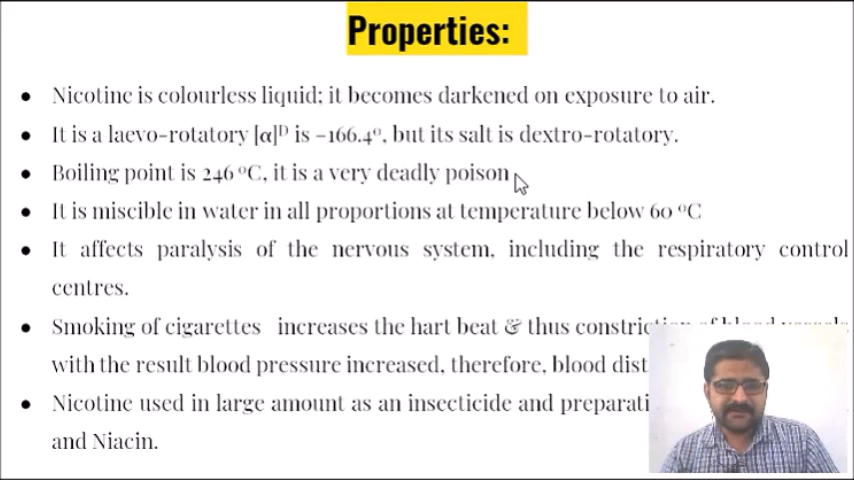 Properties:
● Nicotine is colourless liquid; it becomes darkened on exposure to air.
● It is a laevo-rotatory [α]ᴰ is –166.4⁰, but its salt is dextro-rotatory.
● Boiling point is 246 ⁰C, it is a very deadly poison
● It is miscible in water in all proportions at temperature below 60 ⁰C
● It affects paralysis of the nervous system, including the respiratory control
centres.
● Smoking of cigarettes increases the hart beat & thus
with the result blood pressure increased, therefore, blood
● Nicotine used in large amount as an insecticide and
and Niacin.